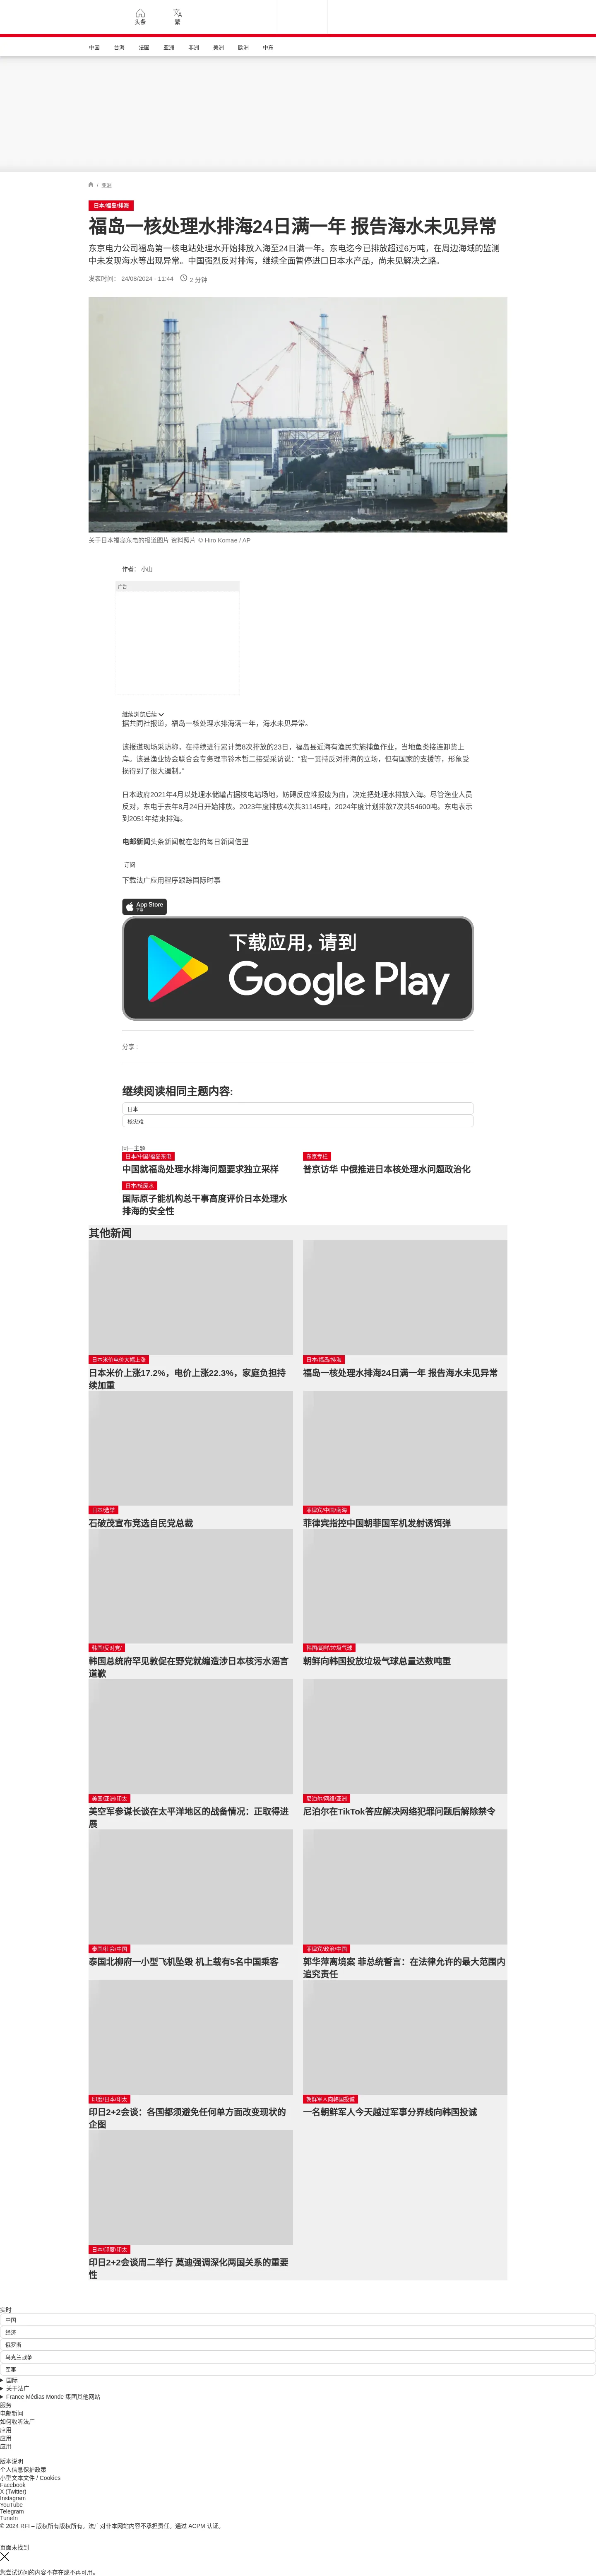 头条
繁
中国 台海 法国 亚洲 非洲 美洲 欧洲 中东
/ 亚洲
日本/福岛/排海
福岛一核处理水排海24日满一年 报告海水未见异常
东京电力公司福岛第一核电站处理水开始排放入海至24日满一年。东电迄今已排放超过6万吨，在周边海域的监测
中未发现海水等出现异常。中国强烈反对排海，继续全面暂停进口日本水产品，尚未见解决之路。
发表时间： 24/08/2024 - 11:44 2 分钟
关于日本福岛东电的报道图片 资料照片 © Hiro Komae / AP
作者： 小山
广告
继续浏览后续
据共同社报道，福岛一核处理水排海满一年，海水未见异常。
该报道现场采访称，在持续进行累计第8次排放的23日，福岛县近海有渔民实施捕鱼作业，当地鱼类接连卸货上
岸。该县渔业协会联合会专务理事铃木哲二接受采访说：“我一贯持反对排海的立场，但有国家的支援等，形象受
损得到了很大遏制。”
日本政府2021年4月以处理水储罐占据核电站场地，妨碍反应堆报废为由，决定把处理水排放入海。尽管渔业人员
反对，东电于去年8月24日开始排放。2023年度排放4次共31145吨，2024年度计划排放7次共54600吨。东电表示
到2051年结束排海。
电邮新闻头条新闻就在您的每日新闻信里
订阅
下载法广应用程序跟踪国际时事
App Store
下载
下载应用，请到
Google Play
分享 :
继续阅读相同主题内容:
日本
核灾难
同一主题
日本/中国/福岛东电
中国就福岛处理水排海问题要求独立采样
东京专栏
普京访华 中俄推进日本核处理水问题政治化
日本/核废水
国际原子能机构总干事高度评价日本处理水
排海的安全性
其他新闻
日本米价电价大幅上涨
日本米价上涨17.2%，电价上涨22.3%，家庭负担持
续加重
日本/福岛/排海
福岛一核处理水排海24日满一年 报告海水未见异常
日本/选举
石破茂宣布竞选自民党总裁
菲律宾/中国/南海
菲律宾指控中国朝菲国军机发射诱饵弹
韩国/反对党/
韩国总统府罕见敦促在野党就编造涉日本核污水谣言
道歉
韩国/朝鲜/垃圾气球
朝鲜向韩国投放垃圾气球总量达数吨重
美国/亚洲/印太
美空军参谋长谈在太平洋地区的战备情况：正取得进
展
尼泊尔/网络/亚洲
尼泊尔在TikTok答应解决网络犯罪问题后解除禁令
泰国/社会/中国
泰国北柳府一小型飞机坠毁 机上载有5名中国乘客
菲律宾/政治/中国
郭华萍离境案 菲总统誓言：在法律允许的最大范围内
追究责任
印度/日本/印太
印日2+2会谈：各国都须避免任何单方面改变现状的
企图
朝鲜军人向韩国投诚
一名朝鲜军人今天越过军事分界线向韩国投诚
日本/印度/印太
印日2+2会谈周二举行 莫迪强调深化两国关系的重要
性
实时
中国
经济
俄罗斯
乌克兰战争
军事
国际
关于法广
France Médias Monde 集团其他网站
服务
电邮新闻
如何收听法广
应用
应用
应用
版本说明
个人信息保护政策
小型文本文件 / Cookies
Facebook
X (Twitter)
Instagram
YouTube
Telegram
TuneIn
© 2024 RFI – 版权所有版权所有。法广对非本网站内容不承担责任。通过 ACPM 认证。
页面未找到
您尝试访问的内容不存在或不再可用。